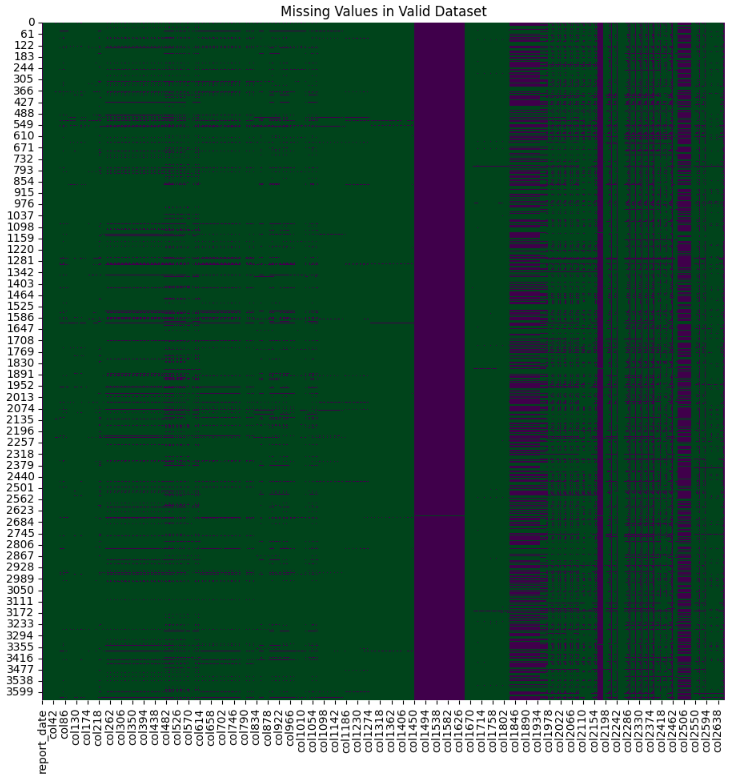 Missing Values in Valid Dataset
0
61
122
183
244
305
366
427
488
549
610
671
732
793
854
915
976
1037
1098
1159
1220
1281
1342
1403
1464
1525
1586
1647
1708
1769
1830
1891
1952
2013
2074
2135
2196
2257
2318
2379
2440
2501
2562
2623
2684
2745
2806
2867
2928
2989
3050
3111
3172
3233
3294
3355
3416
3477
3538
3599
report_date
col42
col86
col130
col174
col218
col262
col306
col350
col394
col438
col482
col526
col570
col614
col658
col702
col746
col790
col834
col878
col922
col966
col1010
col1054
col1098
col1142
col1186
col1230
col1274
col1318
col1362
col1406
col1450
col1494
col1538
col1582
col1626
col1670
col1714
col1758
col1802
col1846
col1890
col1934
col1978
col2022
col2066
col2110
col2154
col2198
col2242
col2286
col2330
col2374
col2418
col2462
col2506
col2550
col2594
col2638